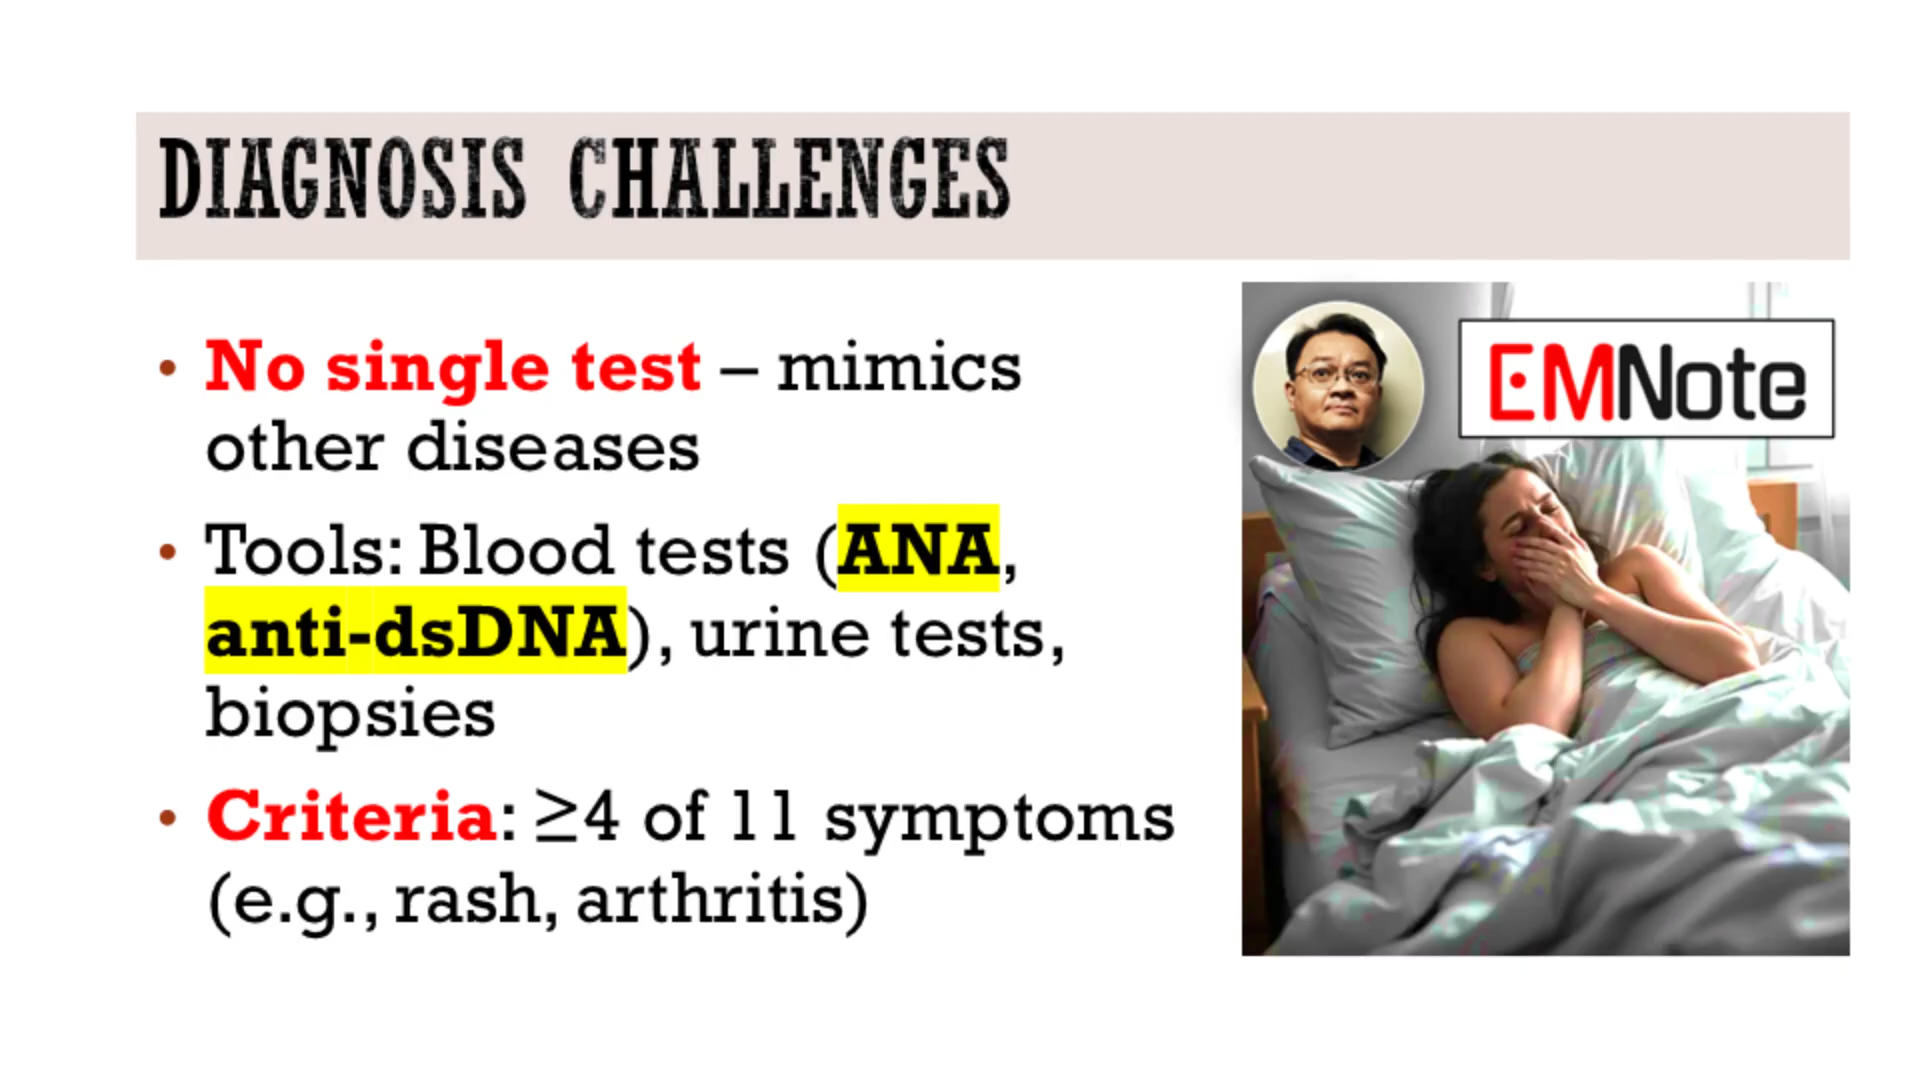 DIAGNOSIS CHALLENGES
• No single test – mimics
other diseases
• Tools: Blood tests (ANA,
anti-dsDNA), urine tests,
biopsies
• Criteria: ≥4 of 11 symptoms
(e.g., rash, arthritis)
EMNote